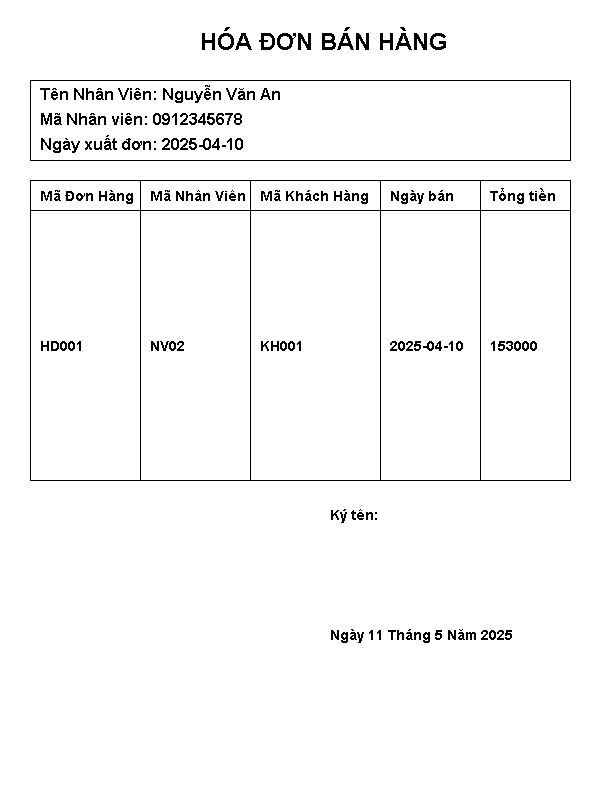 HÓA ĐƠN BÁN HÀNG
Tên Nhân Viên: Nguyễn Văn An
Mã Nhân viên: 0912345678
Ngày xuất đơn: 2025-04-10
Mã Đơn Hàng Mã Nhân Viên Mã Khách Hàng Ngày bán Tổng tiền
HD001 NV02 KH001 2025-04-10 153000
Ký tên:
Ngày 11 Tháng 5 Năm 2025